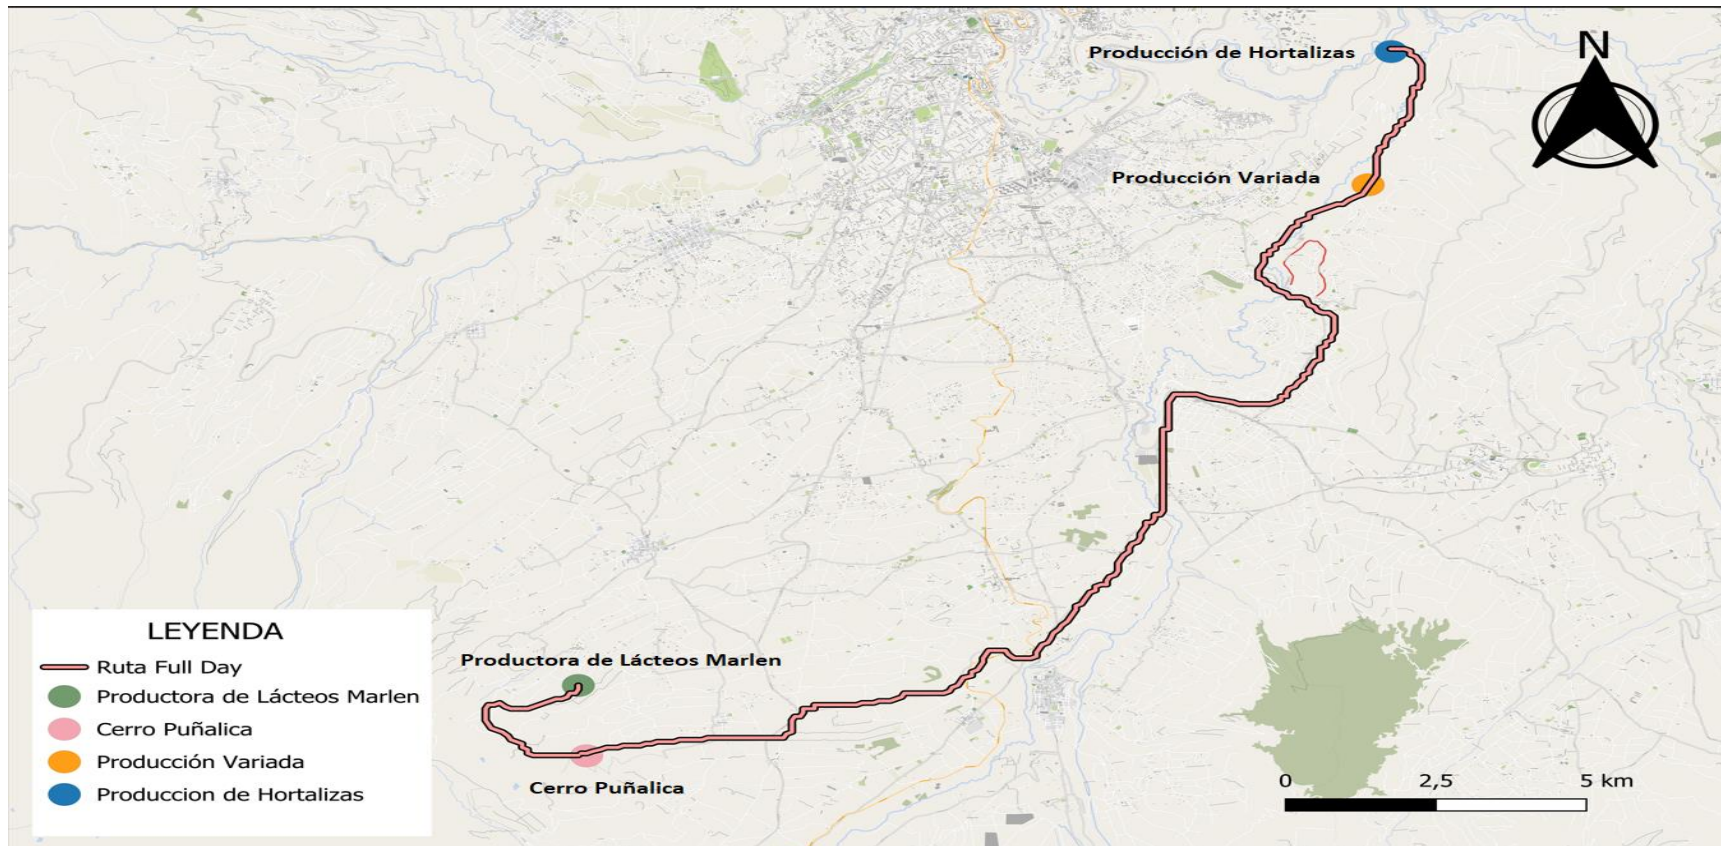 Producción de Hortalizas
N
Producción Variada
Productora de Lácteos Marlen
Cerro Puñalica
LEYENDA
Ruta Full Day
Productora de Lácteos Marlen
Cerro Puñalica
Producción Variada
Produccion de Hortalizas
0 2,5 5 km